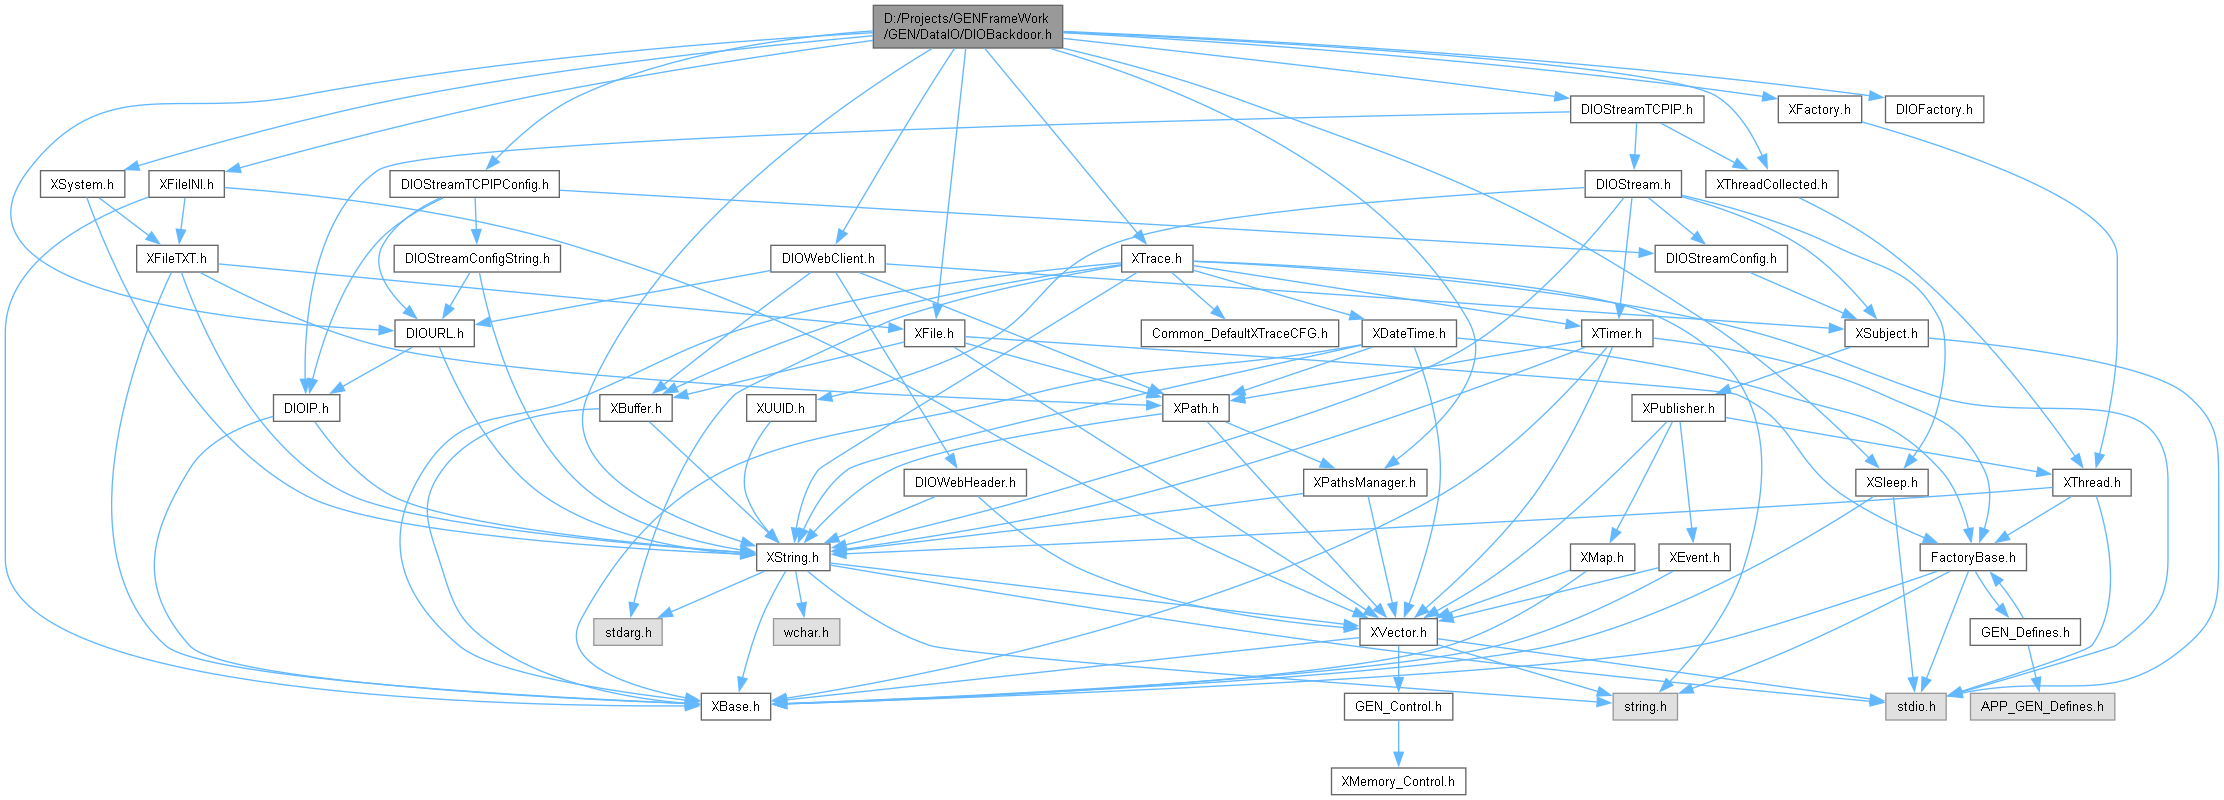 D:/Projects/GENFrameWork
/GEN/DataIO/DIOBackdoor.h
DIOStreamTCPIP.h
XFactory.h
DIOFactory.h
XSystem.h
XFileINI.h
DIOStreamTCPIPConfig.h
DIOStream.h
XThreadCollected.h
XFileTXT.h
DIOStreamConfigString.h
DIOWebClient.h
XTrace.h
DIOStreamConfig.h
DIOURL.h
XFile.h
Common_DefaultXTraceCFG.h
XDateTime.h
XTimer.h
XSubject.h
DIOIP.h
XBuffer.h
XUUID.h
XPath.h
XPublisher.h
DIOWebHeader.h
XPathsManager.h
XSleep.h
XThread.h
XString.h
XMap.h
XEvent.h
FactoryBase.h
stdarg.h
wchar.h
XVector.h
GEN_Defines.h
XBase.h
GEN_Control.h
string.h
stdio.h
APP_GEN_Defines.h
XMemory_Control.h